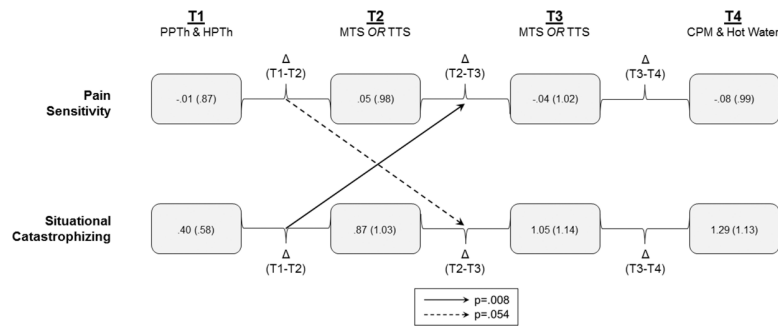 T1
PPTh & HPTh
T2
MTS OR TTS
T3
MTS OR TTS
T4
CPM & Hot Water
Δ
(T1-T2)
Δ
(T2-T3)
Δ
(T3-T4)
Pain
Sensitivity
-.01 (.87)
.05 (.98)
-.04 (1.02)
-.08 (.99)
Situational
Catastrophizing
.40 (.58)
.87 (1.03)
1.05 (1.14)
1.29 (1.13)
Δ
(T1-T2)
Δ
(T2-T3)
Δ
(T3-T4)
p=.008
p=.054